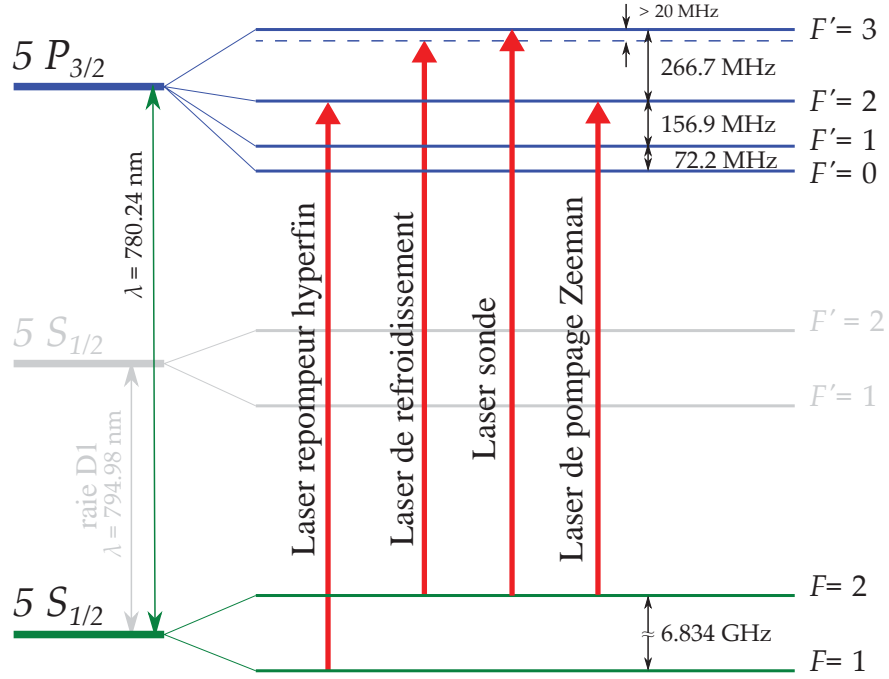 > 20 MHz
F′= 3
5 P3/2
266.7 MHz
F′= 2
156.9 MHz
F′= 1
72.2 MHz
F′= 0
λ = 780.24 nm
Laser repompeur hyperfin
Laser de refroidissement
Laser sonde
Laser de pompage Zeeman
5 S1/2
F′ = 2
F′= 1
raie D1
λ = 794.98 nm
5 S1/2
F= 2
≈ 6.834 GHz
F= 1